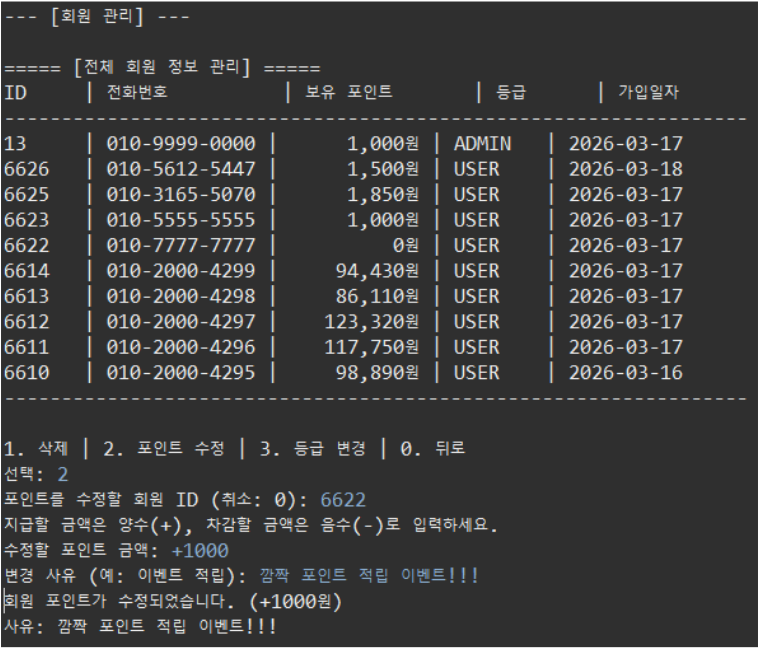 --- [회원 관리] ---
===== [전체 회원 정보 관리] =====
ID | 전화번호 | 보유 포인트 | 등급 | 가입일자
-----------------------------------------------------------------
13 | 010-9999-0000 | 1,000원 | ADMIN | 2026-03-17
6626 | 010-5612-5447 | 1,500원 | USER | 2026-03-18
6625 | 010-3165-5070 | 1,850원 | USER | 2026-03-17
6623 | 010-5555-5555 | 1,000원 | USER | 2026-03-17
6622 | 010-7777-7777 | 0원 | USER | 2026-03-17
6614 | 010-2000-4299 | 94,430원 | USER | 2026-03-17
6613 | 010-2000-4298 | 86,110원 | USER | 2026-03-17
6612 | 010-2000-4297 | 123,320원 | USER | 2026-03-17
6611 | 010-2000-4296 | 117,750원 | USER | 2026-03-17
6610 | 010-2000-4295 | 98,890원 | USER | 2026-03-16
-----------------------------------------------------------------
1. 삭제 | 2. 포인트 수정 | 3. 등급 변경 | 0. 뒤로
선택: 2
포인트를 수정할 회원 ID (취소: 0): 6622
지급할 금액은 양수(+), 차감할 금액은 음수(-)로 입력하세요.
수정할 포인트 금액: +1000
변경 사유 (예: 이벤트 적립): 깜짝 포인트 적립 이벤트!!!
회원 포인트가 수정되었습니다. (+1000원)
사유: 깜짝 포인트 적립 이벤트!!!